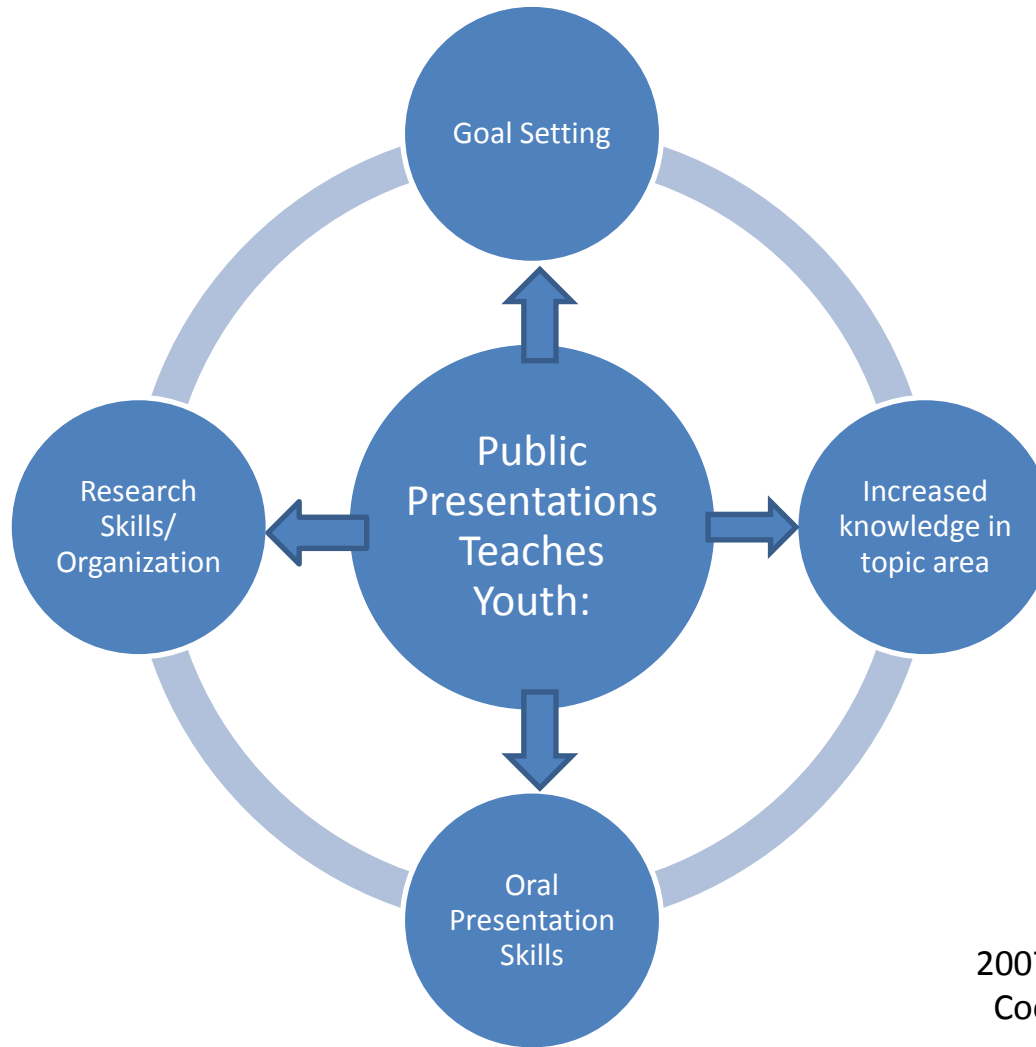 Goal Setting
Public
Presentations
Teaches
Youth:
Research
Skills/
Organization
Increased
knowledge in
topic area
Oral
Presentation
Skills